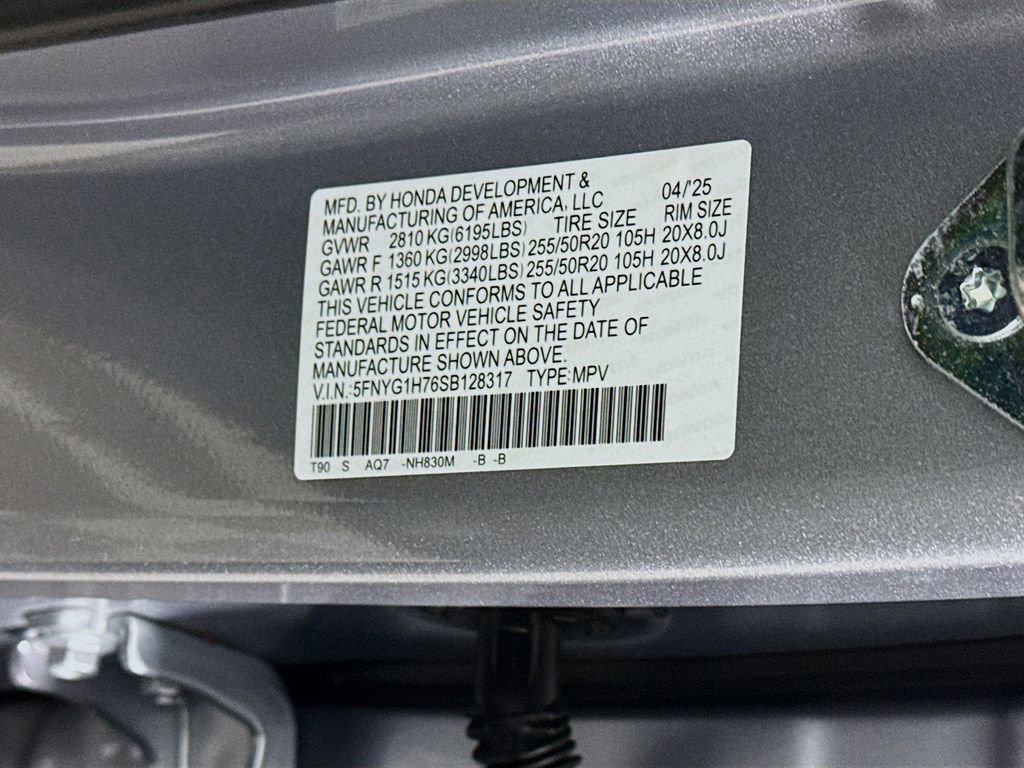 MFD. BY HONDA DEVELOPMENT & 04/'25
MANUFACTURING OF AMERICA, LLC
GVWR 2810 KG(6195LBS) TIRE SIZE RIM SIZE
GAWR F 1360 KG(2998LBS) 255/50R20 105H 20X8.0J
GAWR R 1515 KG(3340LBS) 255/50R20 105H 20X8.0J
THIS VEHICLE CONFORMS TO ALL APPLICABLE
FEDERAL MOTOR VEHICLE SAFETY
STANDARDS IN EFFECT ON THE DATE OF
MANUFACTURE SHOWN ABOVE.
V.I.N.:5FNYG1H76SB128317 TYPE:MPV
T90 S AQ7 -NH830M -B -B